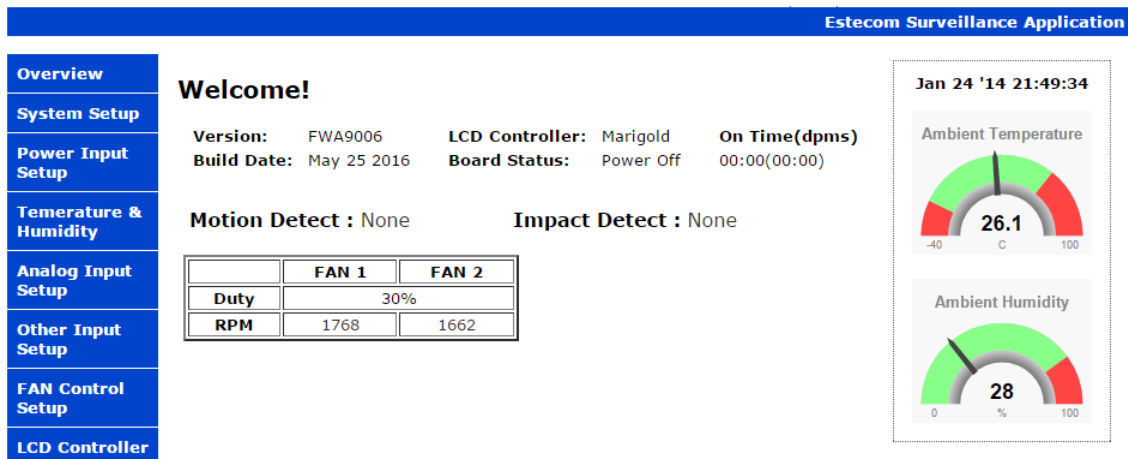 Estecom Surveillance Application
Overview
System Setup
Power Input
Setup
Temerature &
Humidity
Analog Input
Setup
Other Input
Setup
FAN Control
Setup
LCD Controller
Welcome!
Version: FWA9006 LCD Controller: Marigold On Time(dpms)
Build Date: May 25 2016 Board Status: Power Off 00:00(00:00)
Motion Detect : None Impact Detect : None
FAN 1 FAN 2
Duty 30%
RPM 1768 1662
Jan 24 '14 21:49:34
Ambient Temperature
26.1
-40 C 100
Ambient Humidity
28
0 % 100